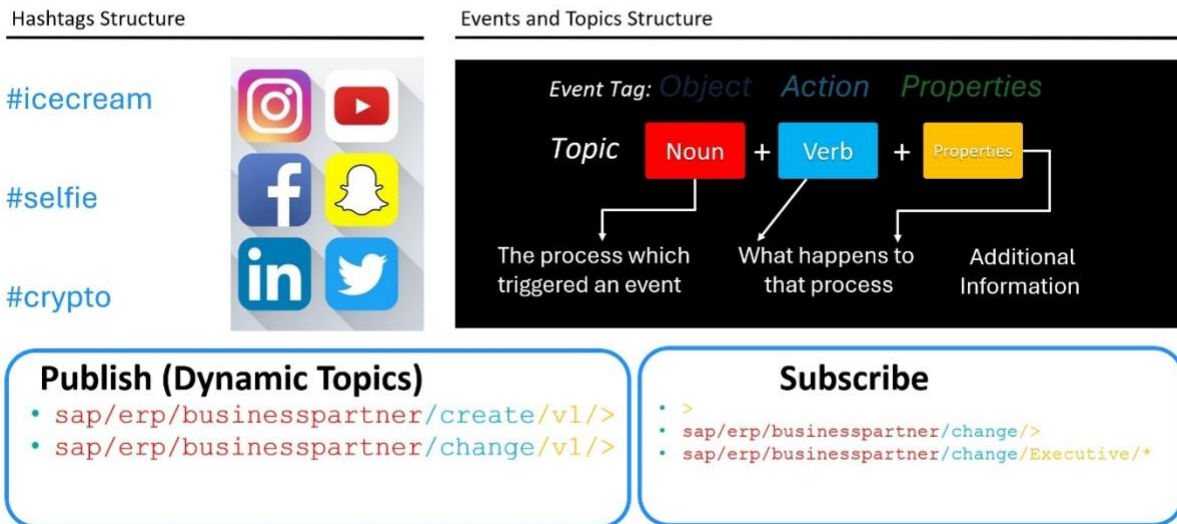 Hashtags Structure
Events and Topics Structure
#icecream
#selfie
#crypto
Event Tag: Object Action Properties
Topic Noun + Verb + Properties
The process which
triggered an event
What happens to
that process
Additional
Information
Publish (Dynamic Topics)
• sap/erp/businesspartner/create/v1/>
• sap/erp/businesspartner/change/v1/>
Subscribe
• >
• sap/erp/businesspartner/change/>
• sap/erp/businesspartner/change/Executive/*